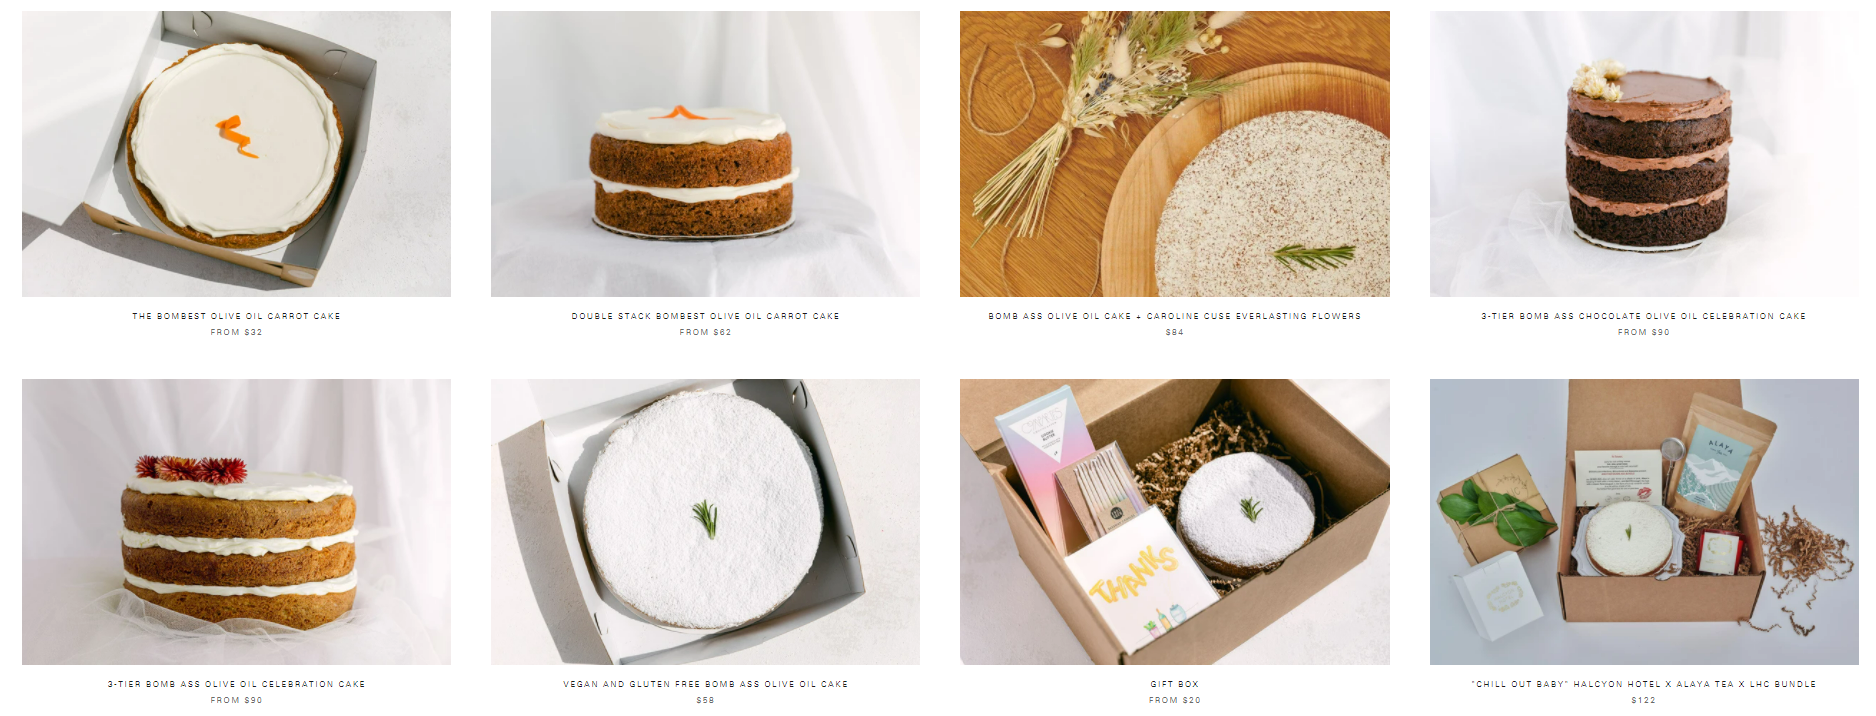 THE BOMBEST OLIVE OIL CARROT CAKE
FROM $32
DOUBLE STACK BOMBEST OLIVE OIL CARROT CAKE
FROM $62
BOMB ASS OLIVE OIL CAKE + CAROLINE CUSE EVERLASTING FLOWERS
$84
3-TIER BOMB ASS CHOCOLATE OLIVE OIL CELEBRATION CAKE
FROM $90
3-TIER BOMB ASS OLIVE OIL CELEBRATION CAKE
FROM $90
VEGAN AND GLUTEN FREE BOMB ASS OLIVE OIL CAKE
$58
THANKS
GIFT BOX
FROM $20
ALAYA
"CHILL OUT BABY" HALCYON HOTEL X ALAYA TEA X LHC BUNDLE
$122